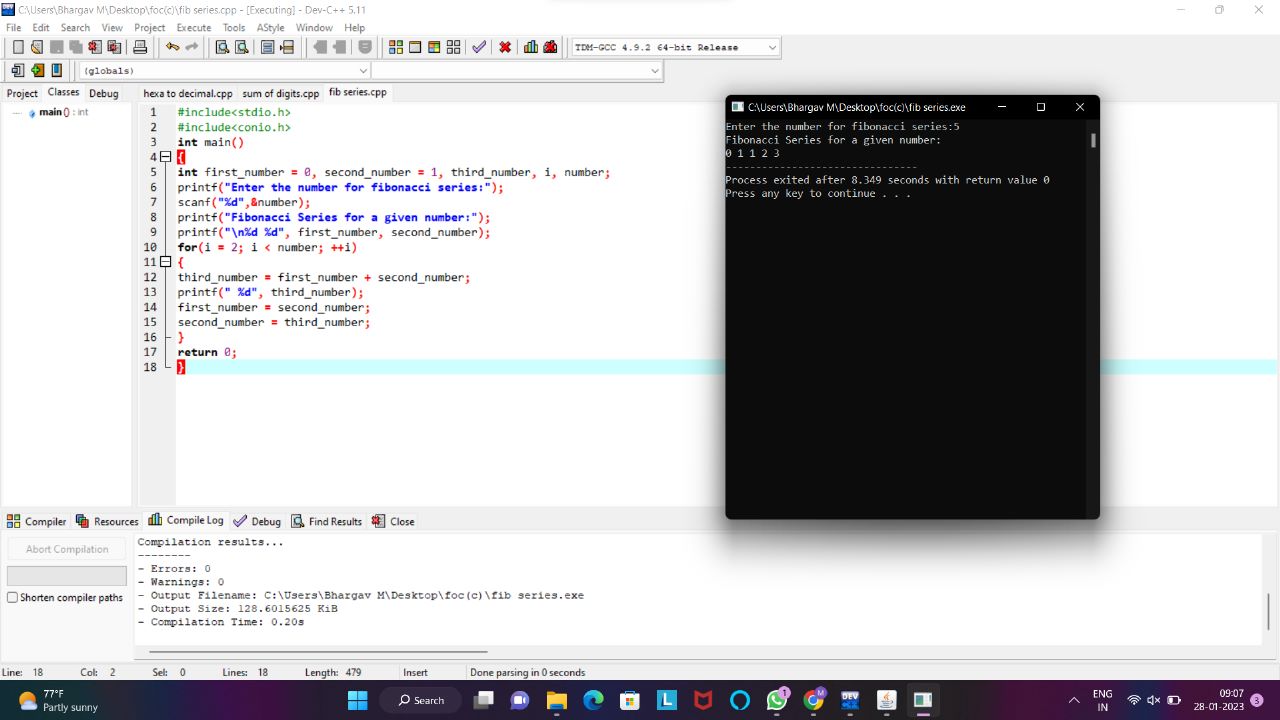 C:\Users\Bhargav M\Desktop\foc(c)\fib series.cpp - [Executing] - Dev-C++ 5.11
File Edit Search View Project Execute Tools AStyle Window Help
TDM-GCC 4.9.2 64-bit Release
(globals)
Project Classes Debug
hexa to decimal.cpp sum of digits.cpp fib series.cpp
main () : int
1 #include<stdio.h>
2 #include<conio.h>
3 int main()
4 {
5 int first_number = 0, second_number = 1, third_number, i, number;
6 printf("Enter the number for fibonacci series:");
7 scanf("%d",&number);
8 printf("Fibonacci Series for a given number:");
9 printf("\n%d %d", first_number, second_number);
10 for(i = 2; i < number; ++i)
11 {
12 third_number = first_number + second_number;
13 printf(" %d", third_number);
14 first_number = second_number;
15 second_number = third_number;
16 }
17 return 0;
18 }
C:\Users\Bhargav M\Desktop\foc(c)\fib series.exe
Enter the number for fibonacci series:5
Fibonacci Series for a given number:
0 1 1 2 3
--------------------------------
Process exited after 8.349 seconds with return value 0
Press any key to continue . . .
Compiler Resources Compile Log Debug Find Results Close
Abort Compilation
Shorten compiler paths
Compilation results...
--------
- Errors: 0
- Warnings: 0
- Output Filename: C:\Users\Bhargav M\Desktop\foc(c)\fib series.exe
- Output Size: 128.6015625 KiB
- Compilation Time: 0.20s
Line: 18 Col: 2 Sel: 0 Lines: 18 Length: 479 Insert Done parsing in 0 seconds
77°F
Partly sunny
Search
L
1
M
DEV
ENG
IN
09:07
28-01-2023
3